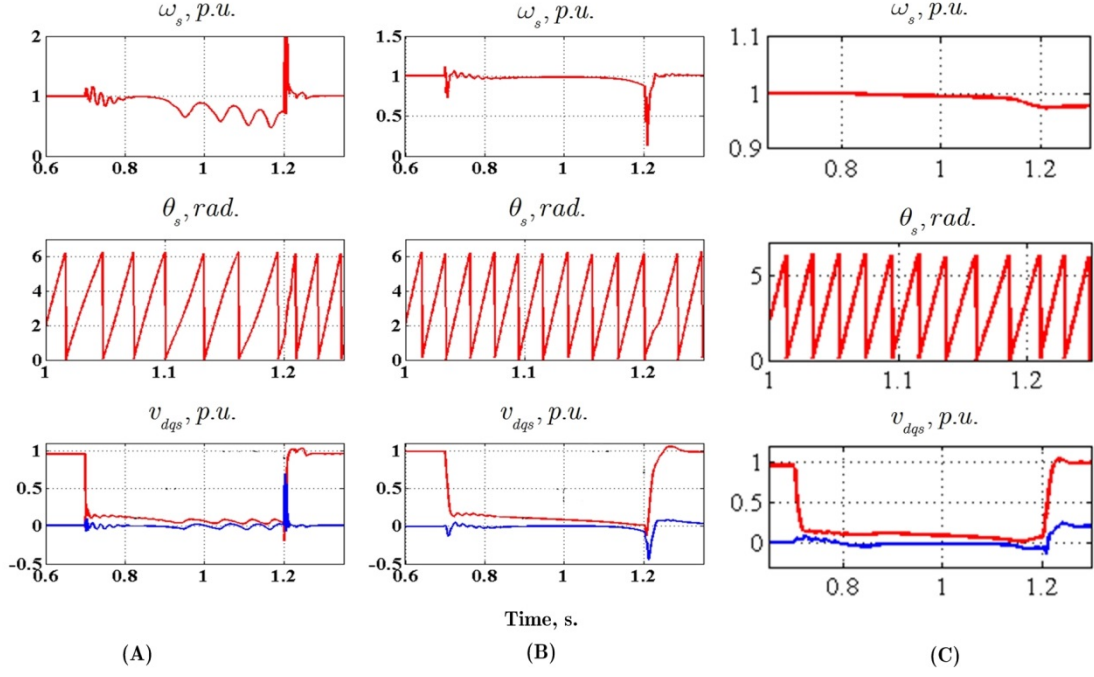 ω_s, p.u.
ω_s, p.u.
ω_s, p.u.
2
1
0
0.6 0.8 1 1.2
1.5
1.0
0.5
0
0.6 0.8 1 1.2
1.1
1
0.9
0.8 1 1.2
θ_s, rad.
θ_s, rad.
θ_s, rad.
6
4
2
0
1 1.1 1.2
6
4
2
0
1 1.1 1.2
5
0
1 1.1 1.2
v_dqs, p.u.
v_dqs, p.u.
v_dqs, p.u.
1
0.5
0
-0.5
0.6 0.8 1 1.2
1
0.5
0
-0.5
0.6 0.8 1 1.2
1
0.5
0
0.8 1 1.2
Time, s.
(A) (B) (C)